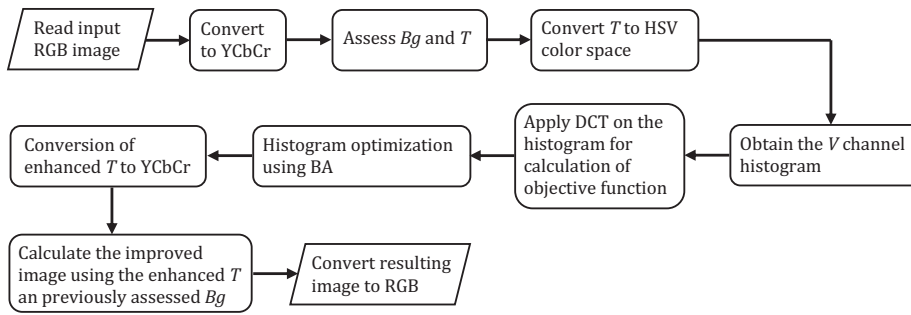 Read input
RGB image
Convert
to YCbCr
Assess Bg and T
Convert T to HSV
color space
Obtain the V channel
histogram
Apply DCT on the
histogram for
calculation of
objective function
Histogram optimization
using BA
Conversion of
enhanced T to YCbCr
Calculate the improved
image using the enhanced T
an previously assessed Bg
Convert resulting
image to RGB